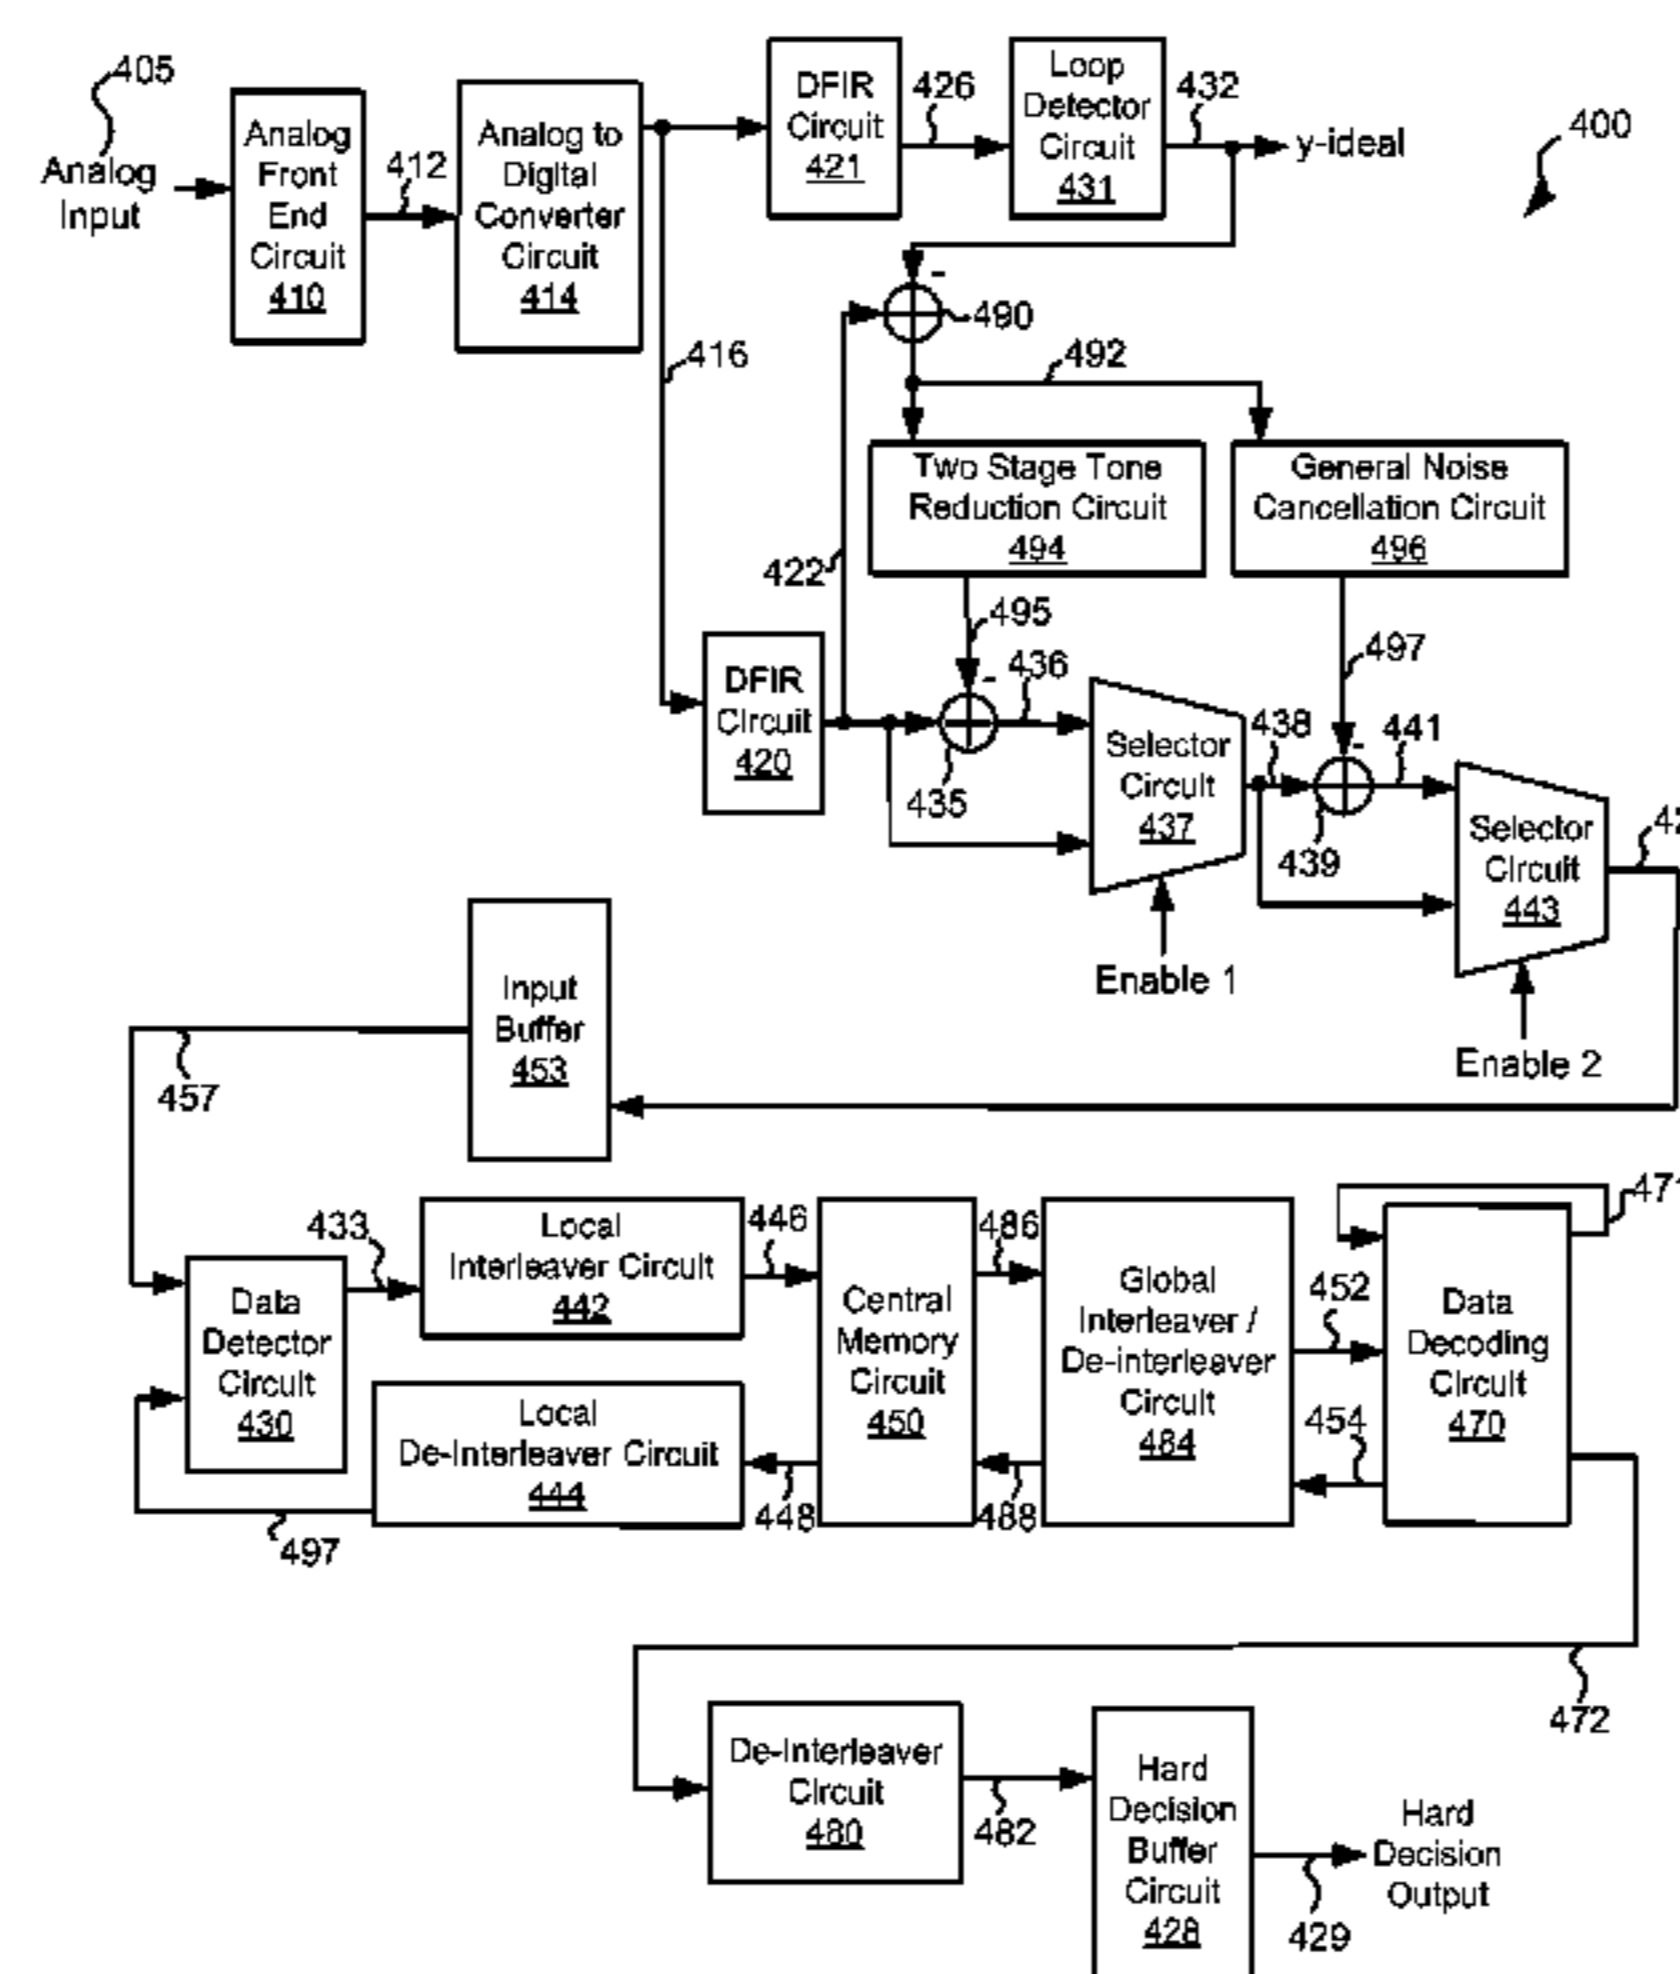 405
Analog
Input
Analog
Front
End
Circuit
410
412
Analog to
Digital
Converter
Circuit
414
416
DFIR
Circuit
421
426
Loop
Detector
Circuit
431
432
y-ideal
400
-
490
492
Two Stage Tone
Reduction Circuit
494
General Noise
Cancellation Circuit
496
422
495
497
DFIR
Circuit
420
-
436
435
Selector
Circuit
437
438
-
441
439
Selector
Circuit
443
Enable 1
Enable 2
Input
Buffer
453
457
433
Data
Detector
Circuit
430
Local
Interleaver Circuit
442
446
Local
De-Interleaver Circuit
444
497
448
Central
Memory
Circuit
450
486
488
Global
Interleaver /
De-interleaver
Circuit
484
452
454
471
Data
Decoding
Circuit
470
472
De-Interleaver
Circuit
480
482
Hard
Decision
Buffer
Circuit
428
429
Hard
Decision
Output